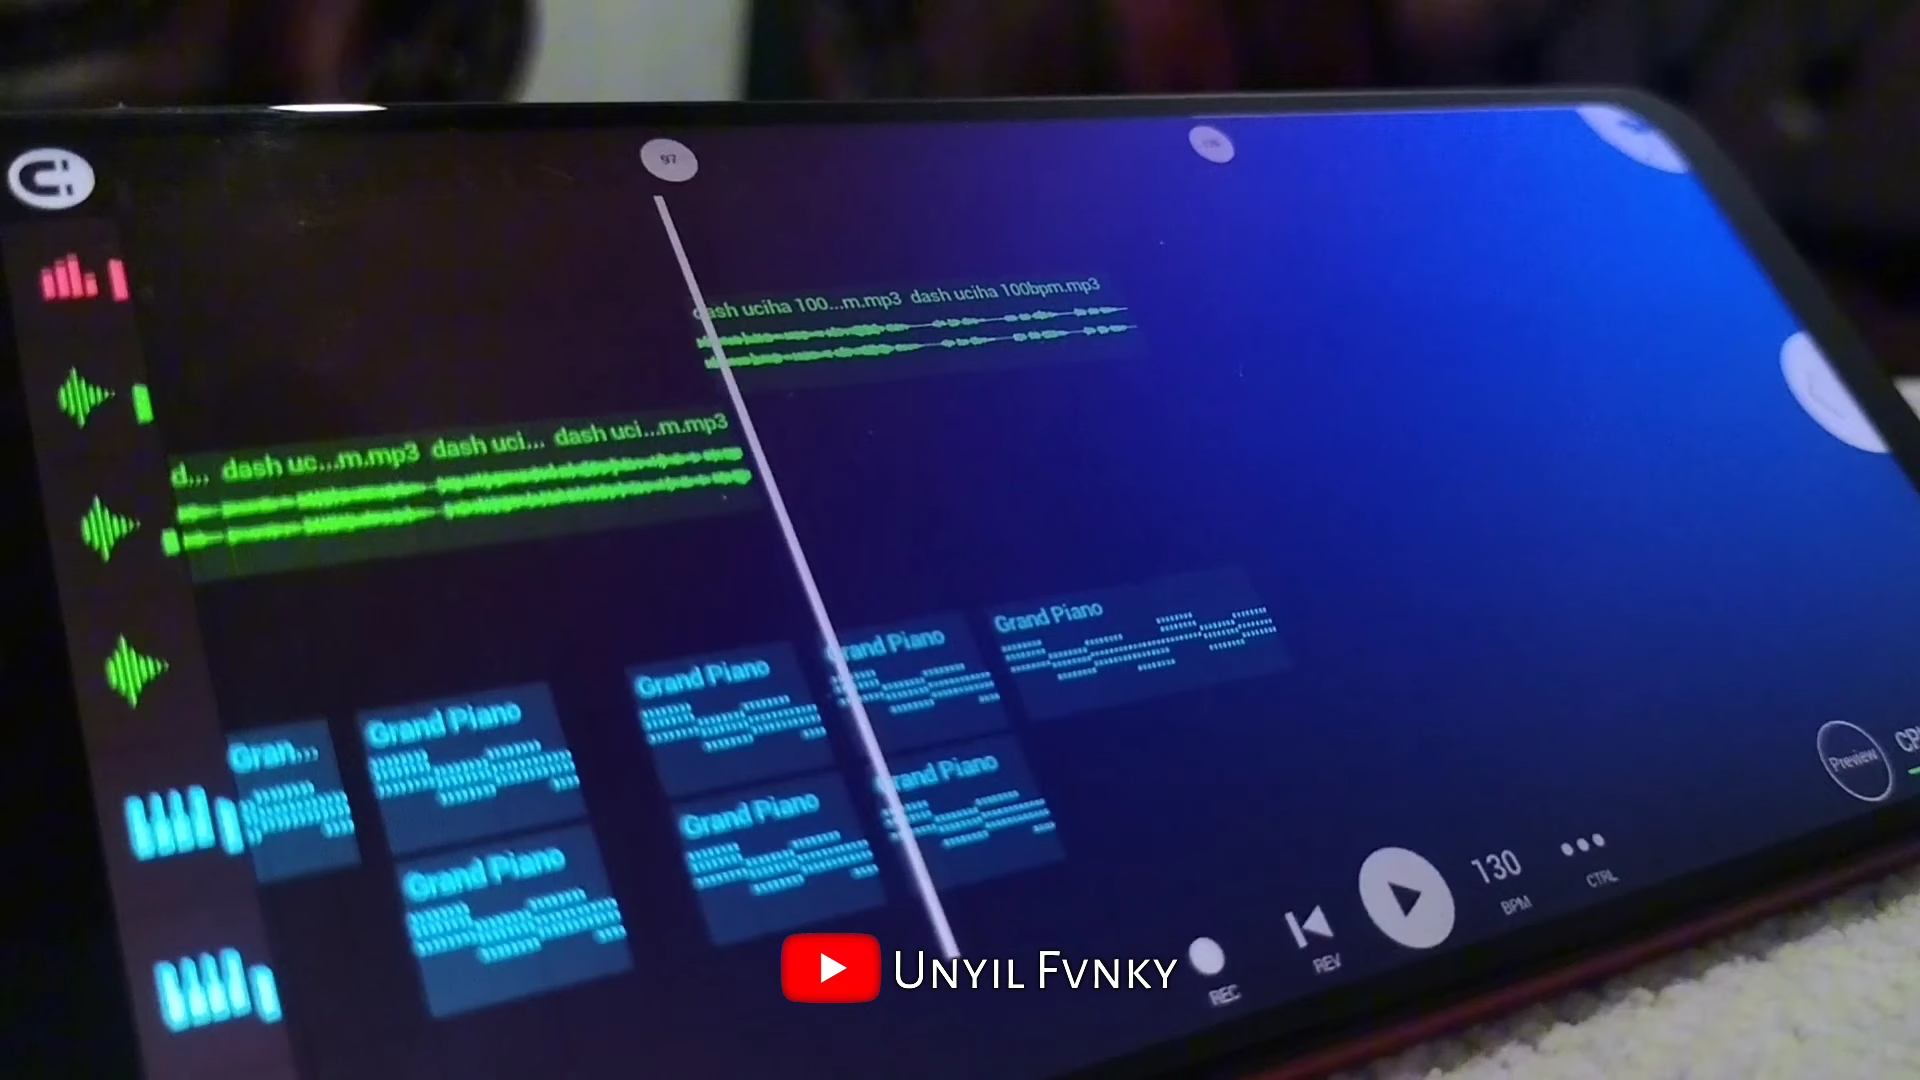 97
dash uciha 100...m.mp3 dash uciha 100bpm.mp3
d... dash uc...m.mp3 dash uci... dash uci...m.mp3
Grand Piano
Grand Piano
Grand Piano
Gran...
Grand Piano
Grand Piano
Grand Piano
Grand Piano
Preview
130
BPM
CTRL
REV
REC
UNYIL FVNKY